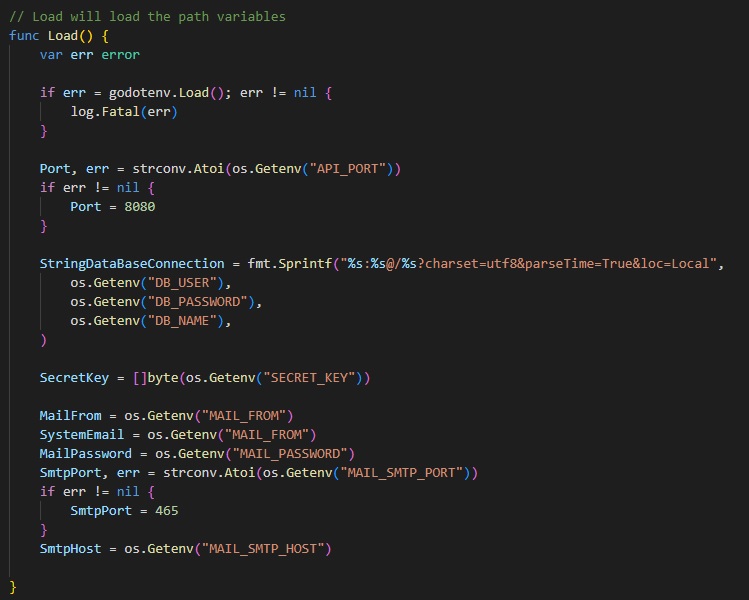 // Load will load the path variables
func Load() {
    var err error

    if err = godotenv.Load(); err != nil {
        log.Fatal(err)
    }

    Port, err = strconv.Atoi(os.Getenv("API_PORT"))
    if err != nil {
        Port = 8080
    }

    StringDataBaseConnection = fmt.Sprintf("%s:%s@/%s?charset=utf8&parseTime=True&loc=Local",
        os.Getenv("DB_USER"),
        os.Getenv("DB_PASSWORD"),
        os.Getenv("DB_NAME"),
    )

    SecretKey = []byte(os.Getenv("SECRET_KEY"))

    MailFrom = os.Getenv("MAIL_FROM")
    SystemEmail = os.Getenv("MAIL_FROM")
    MailPassword = os.Getenv("MAIL_PASSWORD")
    SmtpPort, err = strconv.Atoi(os.Getenv("MAIL_SMTP_PORT"))
    if err != nil {
        SmtpPort = 465
    }
    SmtpHost = os.Getenv("MAIL_SMTP_HOST")

}